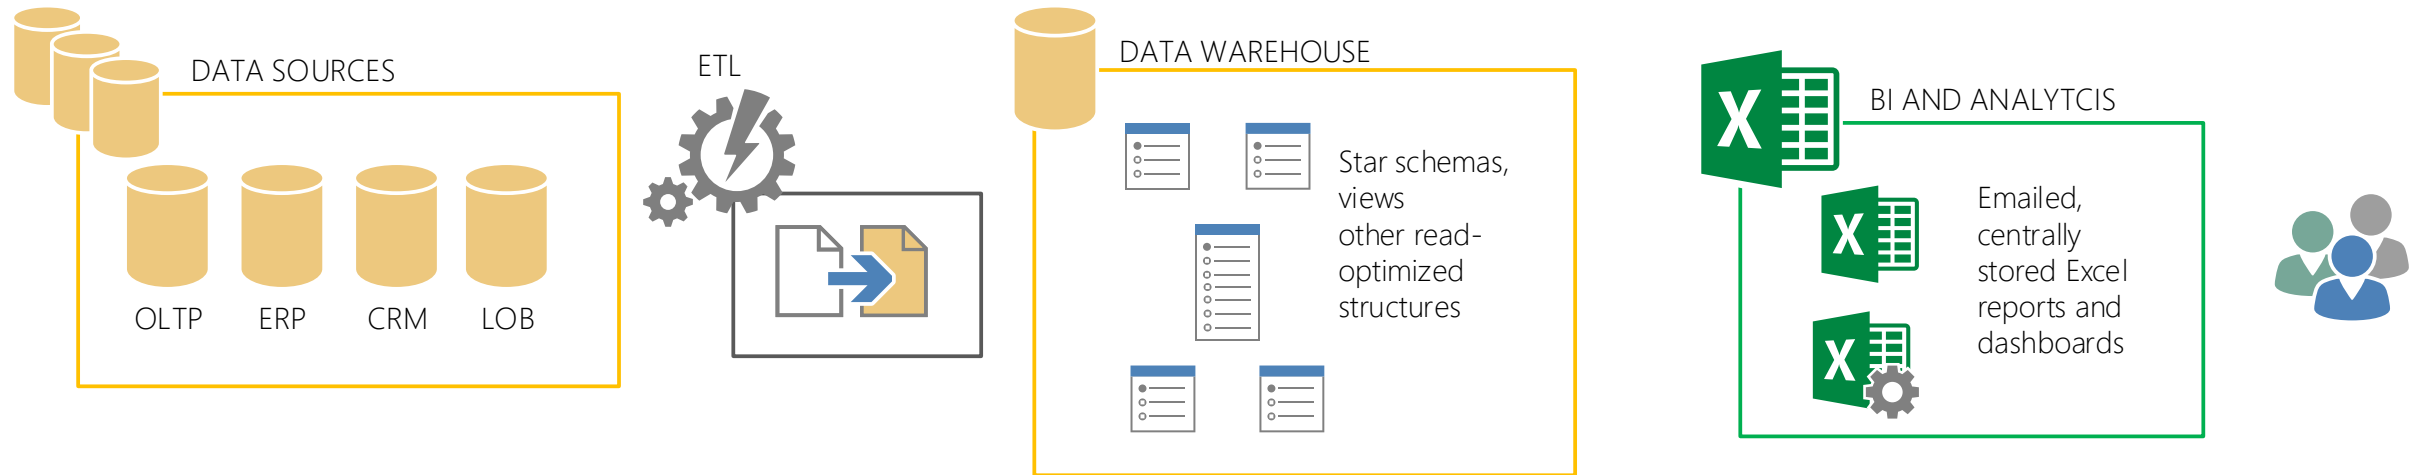 DATA SOURCES
OLTP
ERP
CRM
LOB
ETL
DATA WAREHOUSE
Star schemas,
views
other read-
optimized
structures
BI AND ANALYTCIS
Emailed,
centrally
stored Excel
reports and
dashboards